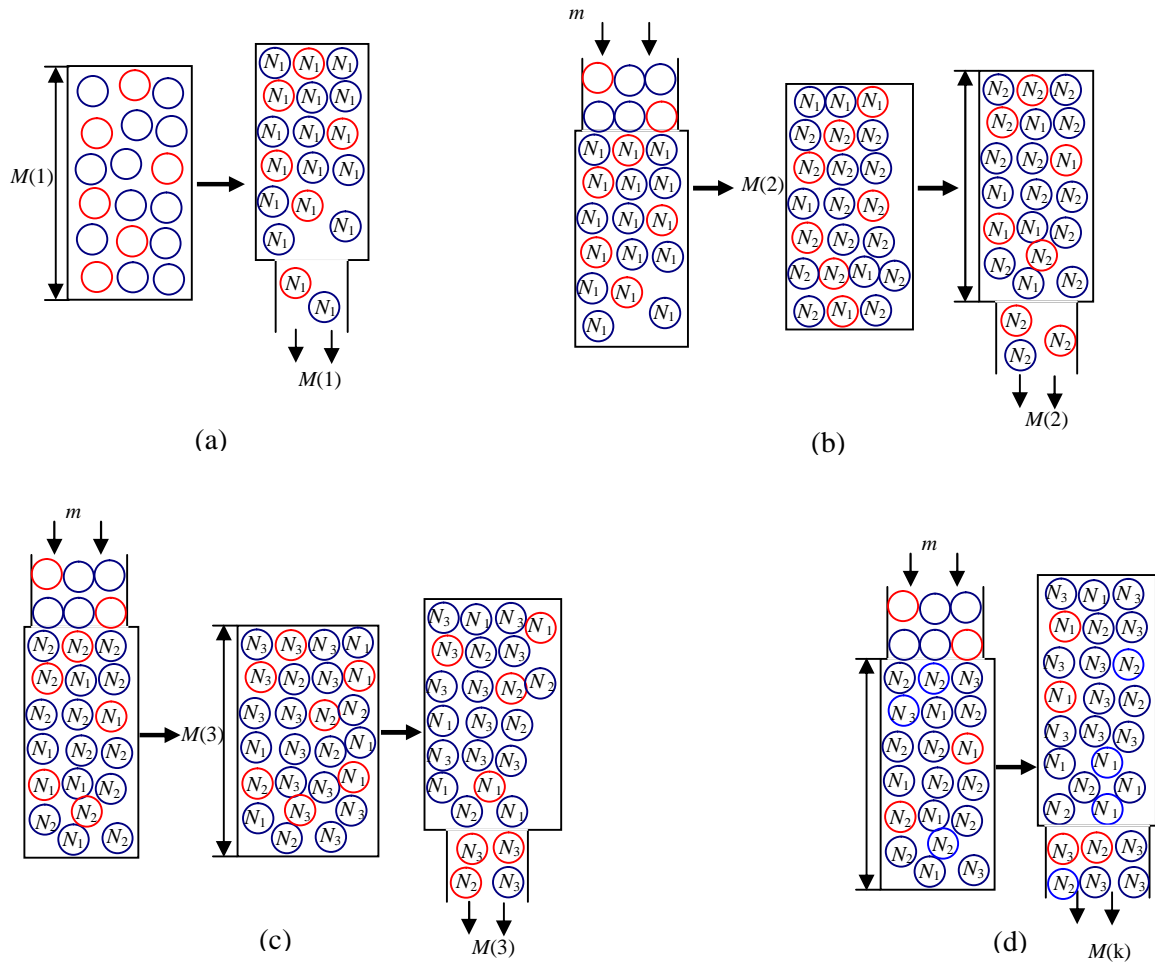 M(1)
N₁ N₁ N₁
N₁ N₁ N₁
N₁ N₁ N₁
N₁ N₁ N₁
N₁ N₁
N₁ N₁
N₁
N₁
M(1)
(a)
m
N₁ N₁ N₁
N₁ N₁ N₁
N₁ N₁ N₁
N₁ N₁ N₁
N₁ N₁
N₁ N₁
M(2)
N₁ N₁ N₁
N₂ N₂ N₂
N₂ N₂ N₂
N₁ N₂ N₂
N₂ N₂ N₂
N₂ N₂ N₁ N₂
N₂ N₁ N₂
N₂ N₂ N₂
N₂ N₁ N₂
N₂ N₂ N₁
N₁ N₂ N₂
N₁ N₁ N₂
N₂ N₂
N₁ N₂
N₂
N₂ N₂
M(2)
(b)
m
N₂ N₂ N₂
N₂ N₁ N₂
N₂ N₂ N₁
N₁ N₂ N₂
N₁ N₁ N₂
N₂ N₂
N₁ N₂
M(3)
N₃ N₃ N₃ N₁
N₃ N₂ N₃ N₁
N₃ N₃ N₂ N₂
N₁ N₃ N₂ N₁
N₂ N₃ N₃ N₁
N₁ N₃ N₃
N₂ N₃
N₃ N₁ N₃ N₁
N₃ N₂ N₃
N₃ N₃ N₂ N₂
N₁ N₃ N₂
N₃ N₃ N₃
N₁ N₁
N₂ N₁
N₃ N₃
N₂ N₃
M(3)
(c)
m
N₂ N₂ N₃
N₃ N₁ N₂
N₂ N₂ N₁
N₁ N₂ N₂
N₂ N₁ N₂
N₂ N₂
N₁ N₃
N₃ N₁ N₃
N₁ N₂ N₃
N₃ N₃ N₂
N₁ N₃ N₂
N₃ N₃ N₃
N₁ N₁
N₂ N₁
N₂ N₁
N₃ N₂ N₃
N₂ N₃ N₃
M(k)
(d)